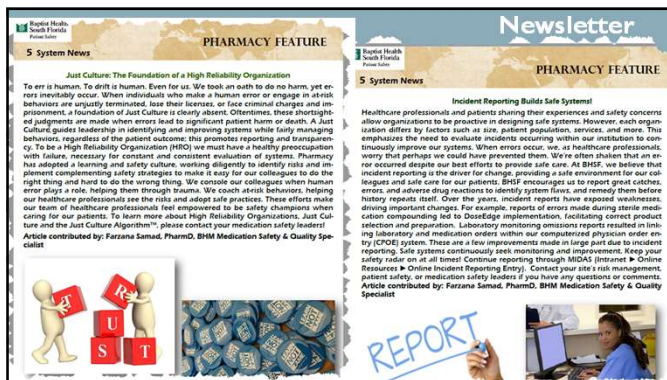 Newsletter
Baptist Health
South Florida
Patient Safety
PHARMACY FEATURE
5 System News
Just Culture: The Foundation of a High Reliability Organization
To err is human. To drift is human. Even for us. We took an oath to do no harm, yet er-
rors inevitably occur. When individuals who make a human error or engage in at-risk
behaviors are unjustly terminated, lose their licenses, or face criminal charges and im-
prisonment, a foundation of Just Culture is clearly absent. Oftentimes, these shortsight-
ed judgments are made when errors lead to significant patient harm or death. A Just
Culture guides leadership in identifying and improving systems while fairly managing
behaviors, regardless of the patient outcome; this promotes reporting and transparen-
cy. To be a High Reliability Organization (HRO) we must have a healthy preoccupation
with failure, necessary for constant and consistent evaluation of systems. Pharmacy
has adopted a learning and safety culture, working diligently to identify risks and im-
plement complementing safety strategies to make it easy for our colleagues to do the
right thing and hard to do the wrong thing. We console our colleagues when human
error plays a role, helping them through trauma. We coach at-risk behaviors, helping
our healthcare professionals see the risks and adopt safe practices. These efforts make
our team of healthcare professionals feel empowered to be safety champions when
caring for our patients. To learn more about High Reliability Organizations, Just Cul-
ture and the Just Culture Algorithm™, please contact your medication safety leaders!
Article contributed by: Farzana Samad, PharmD, BHM Medication Safety & Quality Spe-
cialist
T R
U S T
Baptist Health
South Florida
Patient Safety
PHARMACY FEATURE
5 System News
Incident Reporting Builds Safe Systems!
Healthcare professionals and patients sharing their experiences and safety concerns
allow organizations to be proactive in designing safe systems. However, each organ-
ization differs by factors such as size, patient population, services, and more. This
emphasizes the need to evaluate incidents occurring within our institution to con-
tinuously improve our systems. When errors occur, we, as healthcare professionals,
worry that perhaps we could have prevented them. We're often shaken that an er-
ror occurred despite our best efforts to provide safe care. At BHSF, we believe that
incident reporting is the driver for change, providing a safe environment for our col-
leagues and safe care for our patients. BHSF encourages us to report great catches,
errors, and adverse drug reactions to identify system flaws, and remedy them before
history repeats itself. Over the years, incident reports have exposed weaknesses,
driving important changes. For example, reports of errors made during sterile med-
ication compounding led to DoseEdge implementation, facilitating correct product
selection and preparation. Laboratory monitoring omissions reports resulted in link-
ing laboratory and medication orders within our computerized physician order en-
try (CPOE) system. These are a few improvements made in large part due to incident
reporting. Safe systems continuously seek monitoring and improvement. Keep your
safety radar on at all times! Continue reporting through MIDAS (Intranet ► Online
Resources ► Online Incident Reporting Entry). Contact your site's risk management,
patient safety, or medication safety leaders if you have any questions or comments.
Article contributed by: Farzana Samad, PharmD, BHM Medication Safety & Quality
Specialist
REPORT